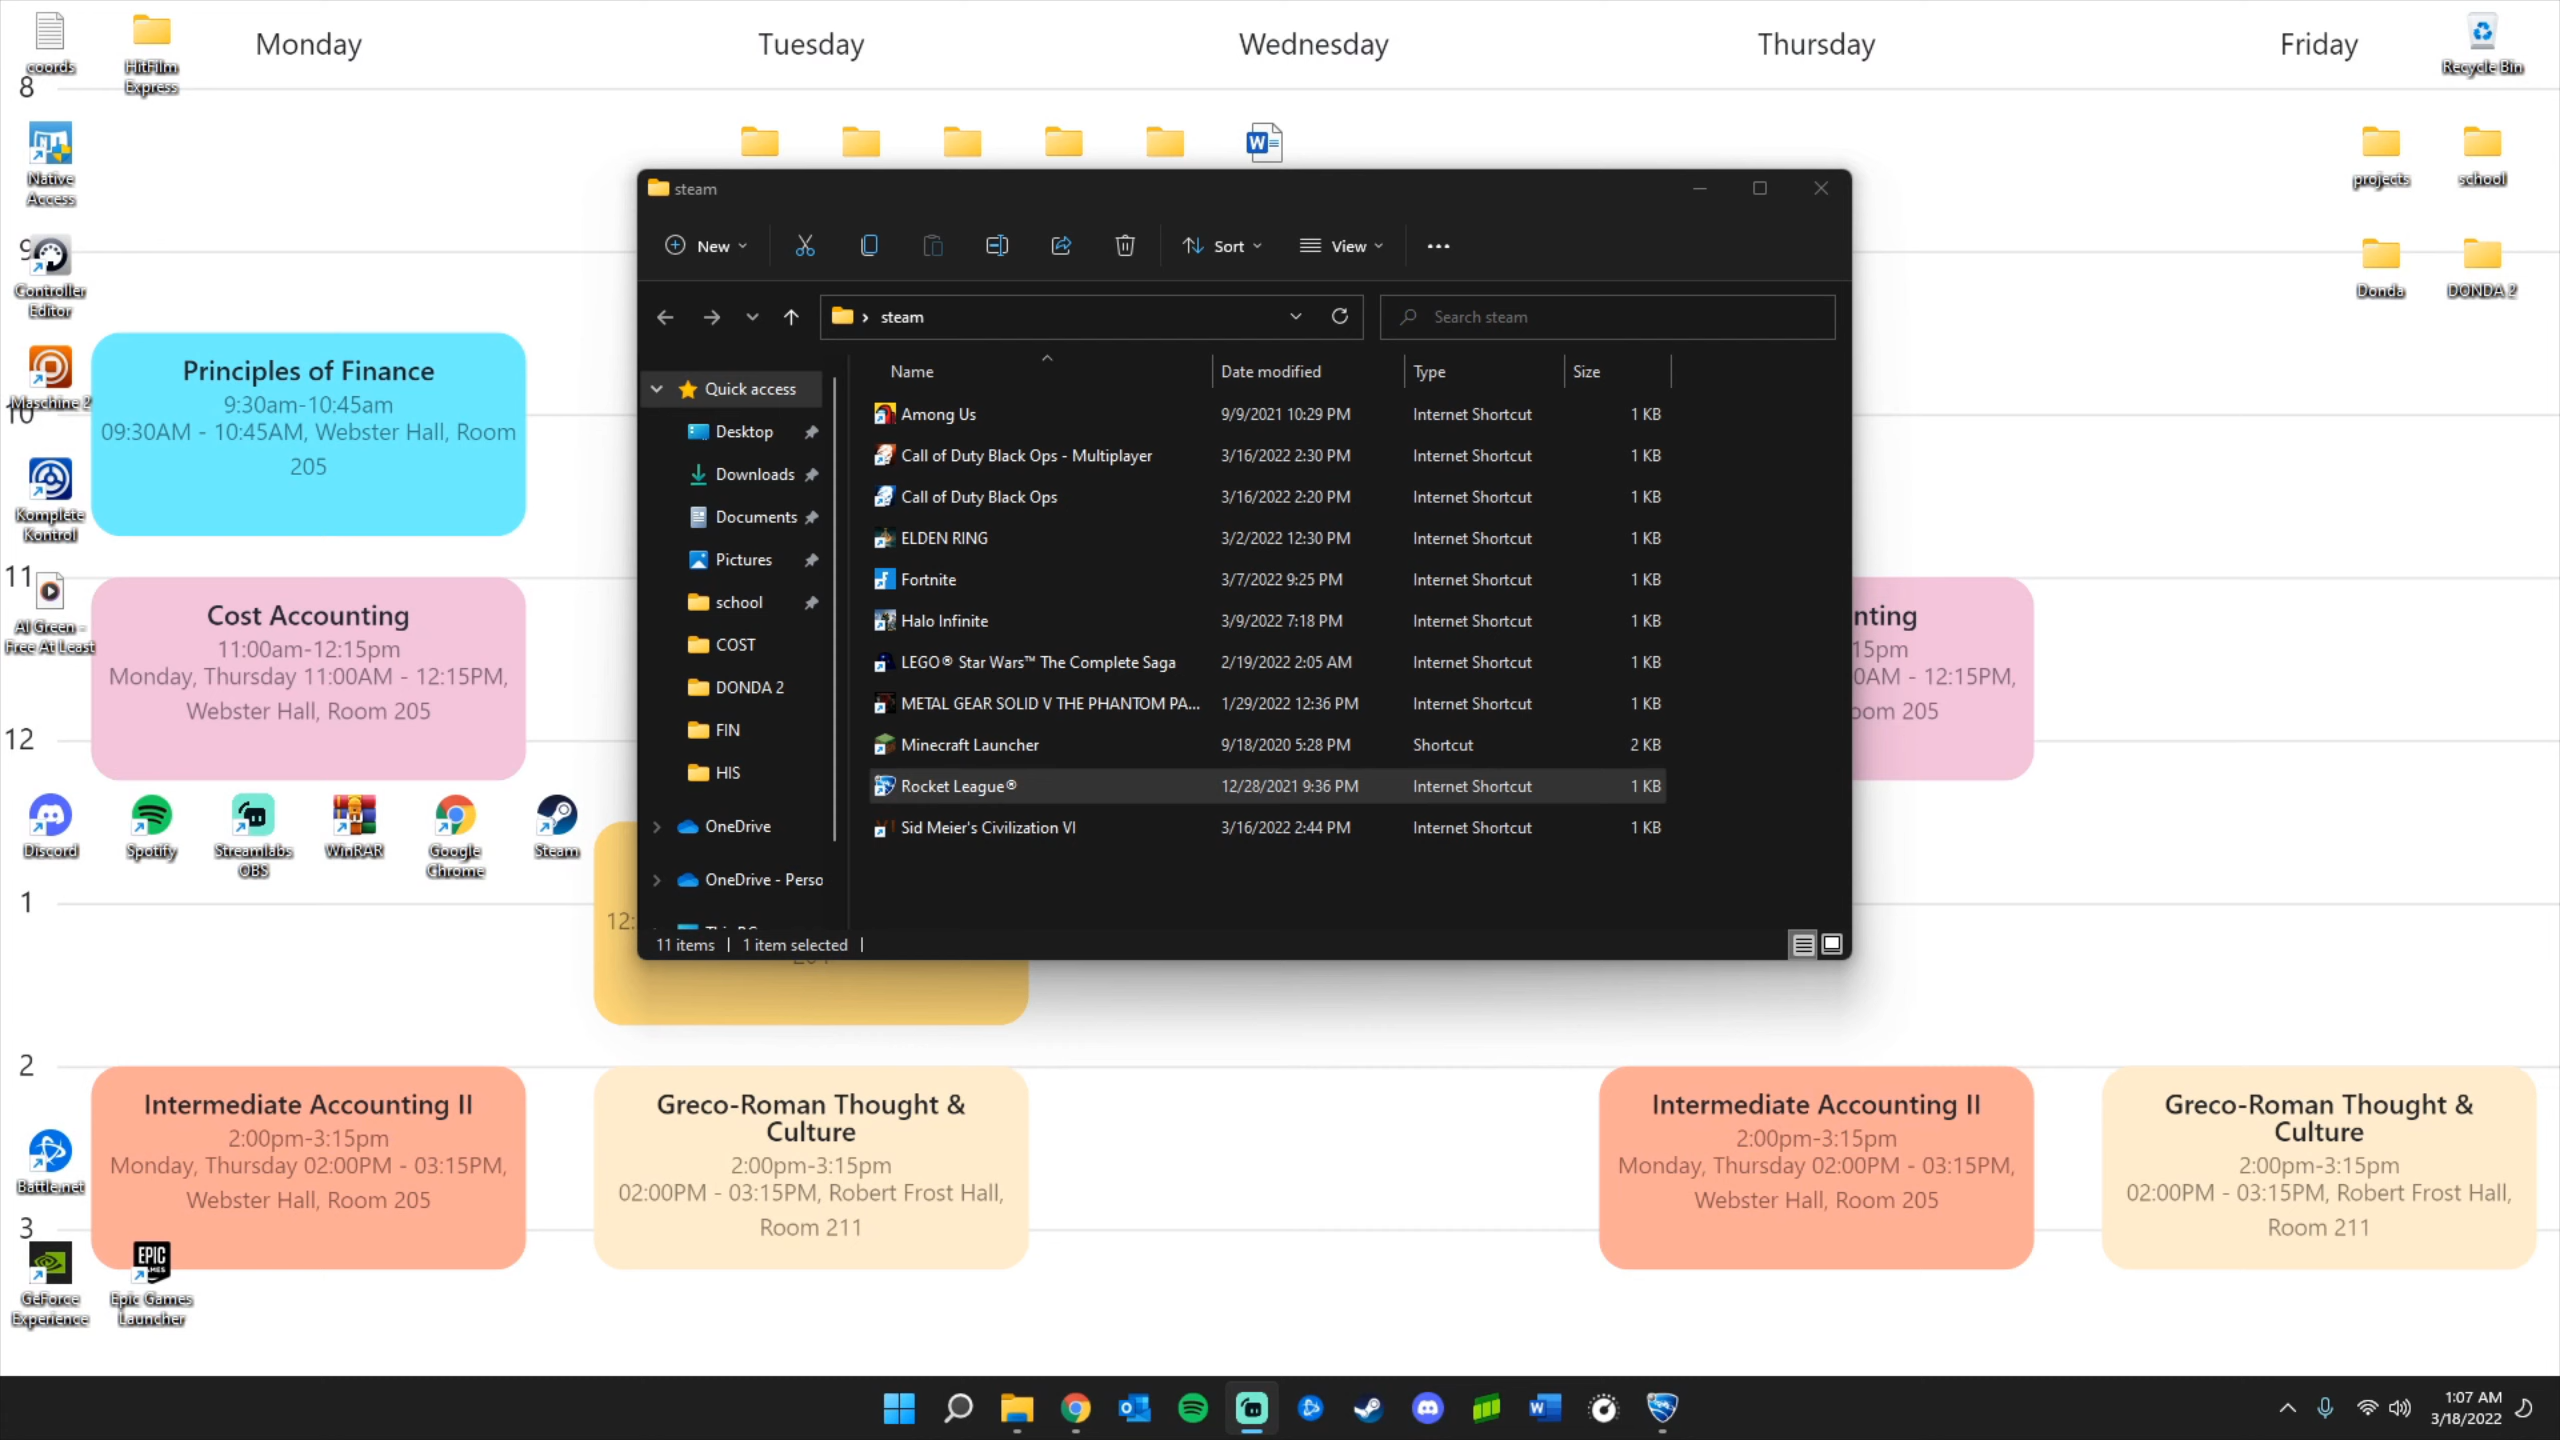 Monday
Tuesday
Wednesday
Thursday
Friday
coords
HitFilm
Express
Recycle Bin
8
Native
Access
projects
school
9
Controller
Editor
Donda
DONDA 2
Maschine 2
10
Komplete
Kontrol
11
Al Green -
Free At Least
12
Principles of Finance
9:30am-10:45am
09:30AM - 10:45AM, Webster Hall, Room
205
Cost Accounting
11:00am-12:15pm
Monday, Thursday 11:00AM - 12:15PM,
Webster Hall, Room 205
Discord
Spotify
Streamlabs
OBS
WinRAR
Google
Chrome
Steam
1
12:
steam
New
Sort
View
steam
Search steam
Quick access
Desktop
Downloads
Documents
Pictures
school
COST
DONDA 2
FIN
HIS
OneDrive
OneDrive - Perso
Name Date modified Type Size
Among Us 9/9/2021 10:29 PM Internet Shortcut 1 KB
Call of Duty Black Ops - Multiplayer 3/16/2022 2:30 PM Internet Shortcut 1 KB
Call of Duty Black Ops 3/16/2022 2:20 PM Internet Shortcut 1 KB
ELDEN RING 3/2/2022 12:30 PM Internet Shortcut 1 KB
Fortnite 3/7/2022 9:25 PM Internet Shortcut 1 KB
Halo Infinite 3/9/2022 7:18 PM Internet Shortcut 1 KB
LEGO® Star Wars™ The Complete Saga 2/19/2022 2:05 AM Internet Shortcut 1 KB
METAL GEAR SOLID V THE PHANTOM PA... 1/29/2022 12:36 PM Internet Shortcut 1 KB
Minecraft Launcher 9/18/2020 5:28 PM Shortcut 2 KB
Rocket League® 12/28/2021 9:36 PM Internet Shortcut 1 KB
Sid Meier's Civilization VI 3/16/2022 2:44 PM Internet Shortcut 1 KB
11 items 1 item selected
nting
15pm
0AM - 12:15PM,
oom 205
2
Intermediate Accounting II
2:00pm-3:15pm
Monday, Thursday 02:00PM - 03:15PM,
Webster Hall, Room 205
Greco-Roman Thought &
Culture
2:00pm-3:15pm
02:00PM - 03:15PM, Robert Frost Hall,
Room 211
Intermediate Accounting II
2:00pm-3:15pm
Monday, Thursday 02:00PM - 03:15PM,
Webster Hall, Room 205
Greco-Roman Thought &
Culture
2:00pm-3:15pm
02:00PM - 03:15PM, Robert Frost Hall,
Room 211
Battle.net
3
GeForce
Experience
EPIC
GAMES
Epic Games
Launcher
1:07 AM
3/18/2022